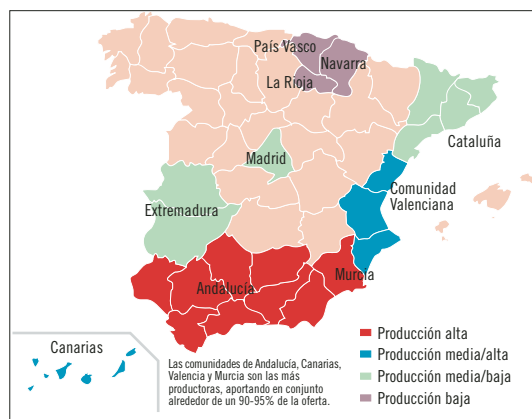 País Vasco
Navarra
La Rioja
Cataluña
Madrid
Comunidad
Valenciana
Extremadura
Murcia
Andalucía
Canarias
Las comunidades de Andalucía, Canarias,
Valencia y Murcia son las más
productoras, aportando en conjunto
alrededor de un 90-95% de la oferta.
Producción alta
Producción media/alta
Producción media/baja
Producción baja